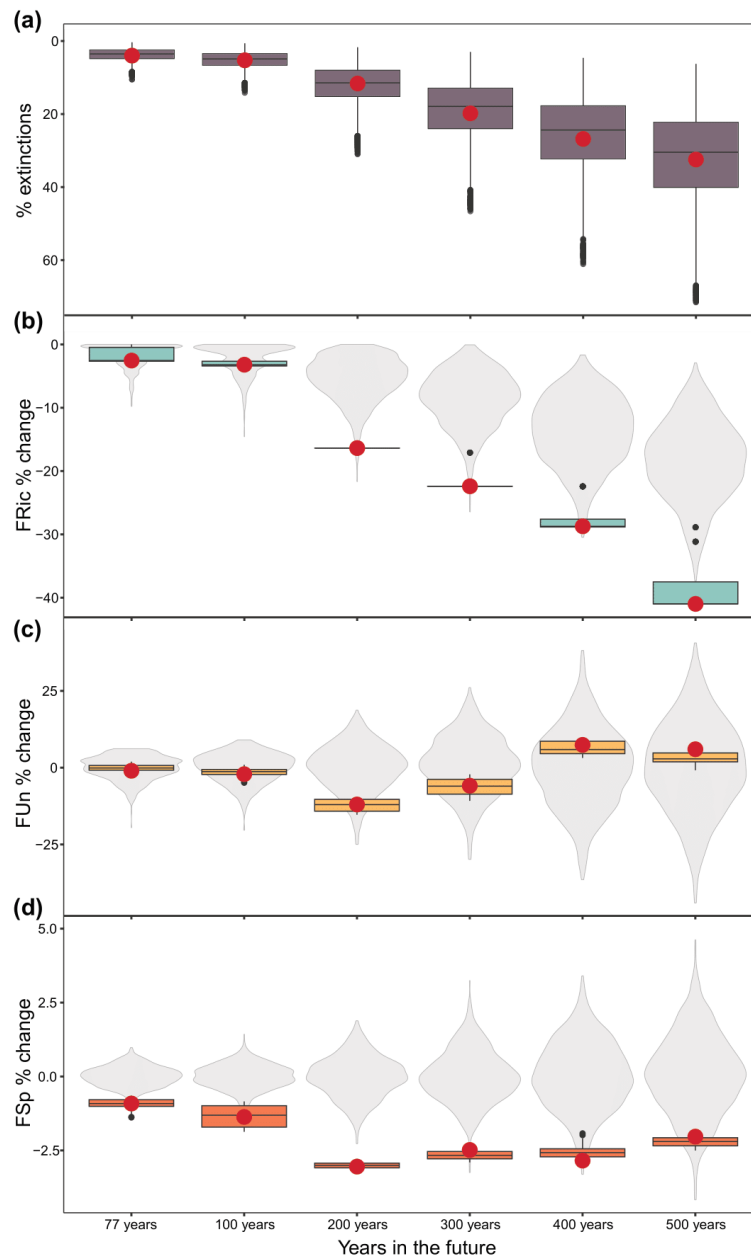 (a)
% extinctions
0
20
40
60
(b)
FRic % change
0
-10
-20
-30
-40
(c)
FUn % change
25
0
-25
(d)
FSp % change
5.0
2.5
0.0
-2.5
77 years 100 years 200 years 300 years 400 years 500 years
Years in the future